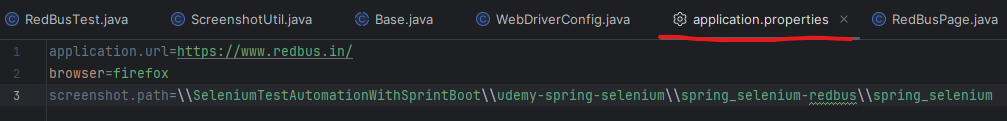 RedBusTest.java ScreenshotUtil.java Base.java WebDriverConfig.java application.properties RedBusPage.java
1 application.url=https://www.redbus.in/
2 browser=firefox
3 screenshot.path=\\SeleniumTestAutomationWithSprintBoot\\udemy-spring-selenium\\spring_selenium-redbus\\spring_selenium